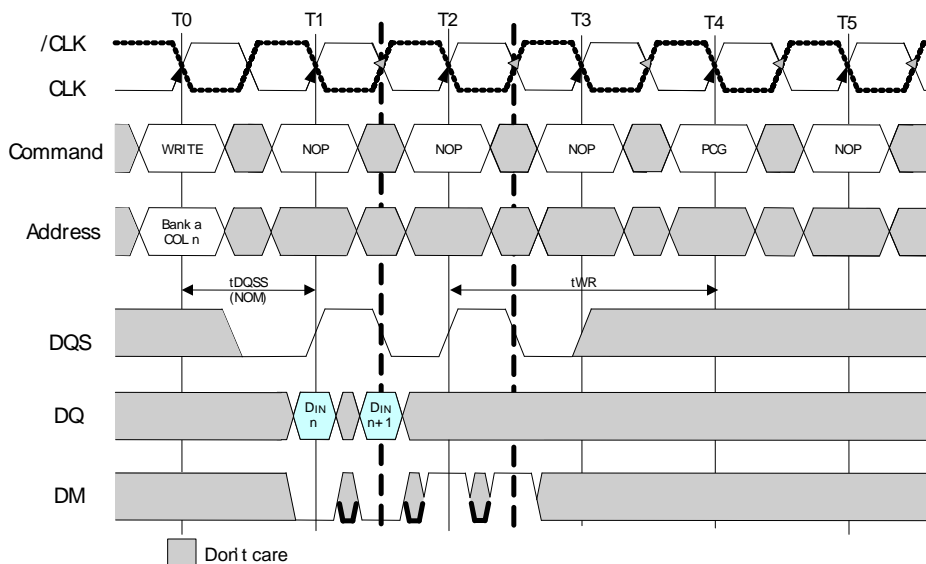 T0 T1 T2 T3 T4 T5
/CLK
CLK
Command WRITE NOP NOP NOP PCG NOP
Address Bank a
COL n
tDQSS
(NOM)
tWR
DQS
DQ DIN
n
DIN
n+1
DM
Don't care